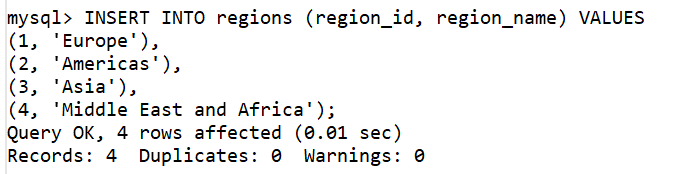 mysql> INSERT INTO regions (region_id, region_name) VALUES
(1, 'Europe'),
(2, 'Americas'),
(3, 'Asia'),
(4, 'Middle East and Africa');
Query OK, 4 rows affected (0.01 sec)
Records: 4  Duplicates: 0  Warnings: 0